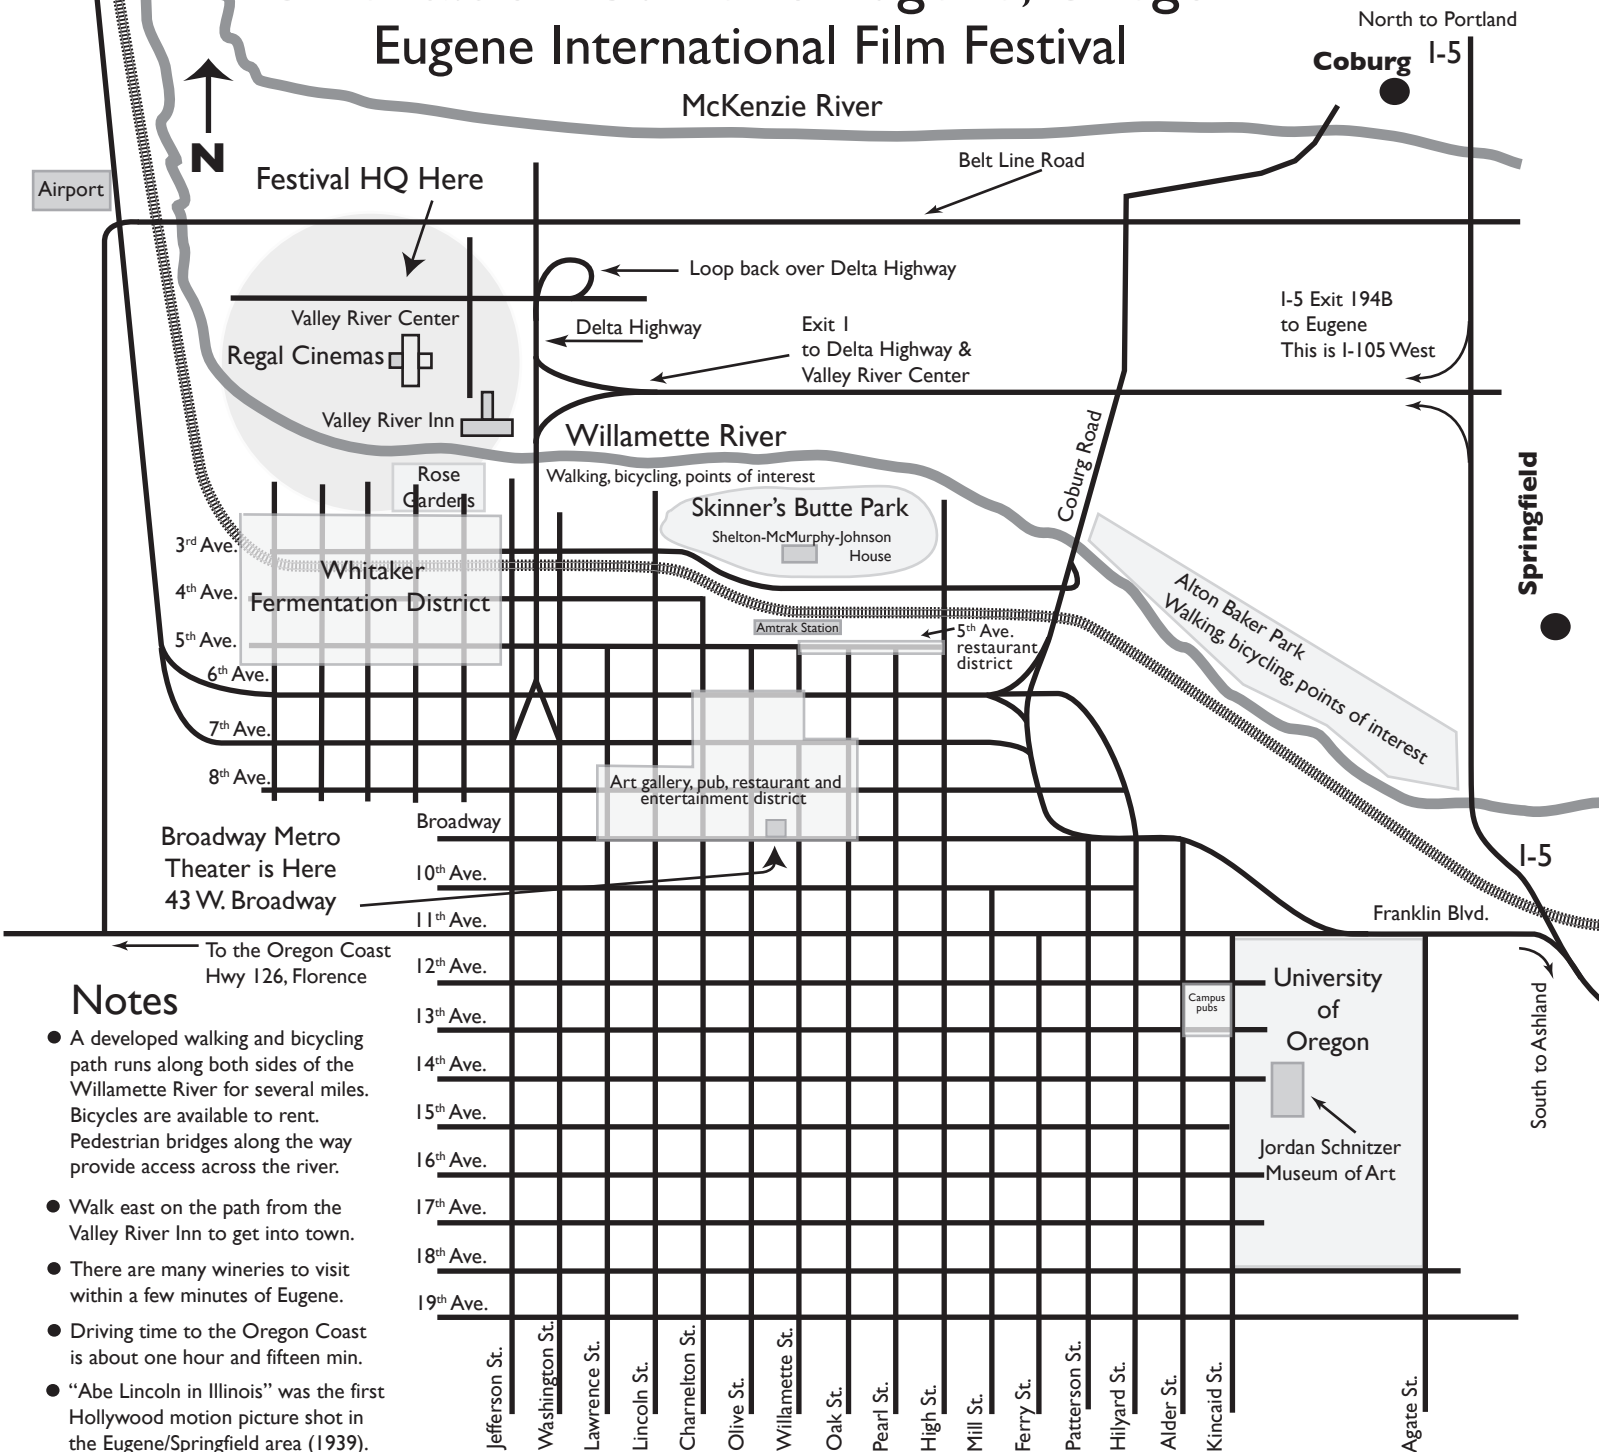 Eugene International Film Festival
North to Portland
I-5
Coburg
McKenzie River
N
Belt Line Road
Airport
Festival HQ Here
Loop back over Delta Highway
Valley River Center
Delta Highway
Exit 1
to Delta Highway &
Valley River Center
I-5 Exit 194B
to Eugene
This is I-105 West
Regal Cinemas
Valley River Inn
Willamette River
Coburg Road
Walking, bicycling, points of interest
Rose
Gardens
Skinner's Butte Park
Shelton-McMurphy-Johnson
House
Springfield
3rd Ave.
Whitaker
Fermentation District
4th Ave.
5th Ave.
Amtrak Station
5th Ave.
restaurant
district
Alton Baker Park
Walking, bicycling, points of interest
6th Ave.
7th Ave.
8th Ave.
Art gallery, pub, restaurant and
entertainment district
Broadway
Broadway Metro
Theater is Here
43 W. Broadway
10th Ave.
I-5
11th Ave.
Franklin Blvd.
To the Oregon Coast
Hwy 126, Florence
12th Ave.
University
of
Oregon
Campus
pubs
13th Ave.
14th Ave.
15th Ave.
South to Ashland
Jordan Schnitzer
Museum of Art
16th Ave.
17th Ave.
18th Ave.
19th Ave.
Notes
● A developed walking and bicycling
path runs along both sides of the
Willamette River for several miles.
Bicycles are available to rent.
Pedestrian bridges along the way
provide access across the river.
● Walk east on the path from the
Valley River Inn to get into town.
● There are many wineries to visit
within a few minutes of Eugene.
● Driving time to the Oregon Coast
is about one hour and fifteen min.
● "Abe Lincoln in Illinois" was the first
Hollywood motion picture shot in
the Eugene/Springfield area (1939).
Jefferson St.
Washington St.
Lawrence St.
Lincoln St.
Charnelton St.
Olive St.
Willamette St.
Oak St.
Pearl St.
High St.
Mill St.
Ferry St.
Patterson St.
Hilyard St.
Alder St.
Kincaid St.
Agate St.